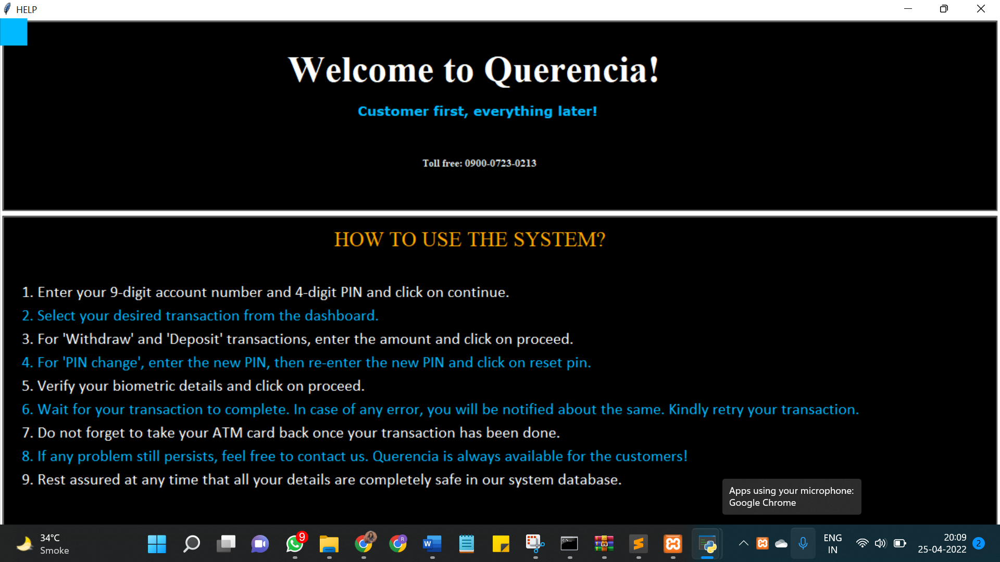 HELP
Welcome to Querencia!
Customer first, everything later!
Toll free: 0900-0723-0213
HOW TO USE THE SYSTEM?
1. Enter your 9-digit account number and 4-digit PIN and click on continue.
2. Select your desired transaction from the dashboard.
3. For 'Withdraw' and 'Deposit' transactions, enter the amount and click on proceed.
4. For 'PIN change', enter the new PIN, then re-enter the new PIN and click on reset pin.
5. Verify your biometric details and click on proceed.
6. Wait for your transaction to complete. In case of any error, you will be notified about the same. Kindly retry your transaction.
7. Do not forget to take your ATM card back once your transaction has been done.
8. If any problem still persists, feel free to contact us. Querencia is always available for the customers!
9. Rest assured at any time that all your details are completely safe in our system database.
Apps using your microphone:
Google Chrome
34°C
Smoke
9
R
W
C:\_
ENG
IN
20:09
25-04-2022
2